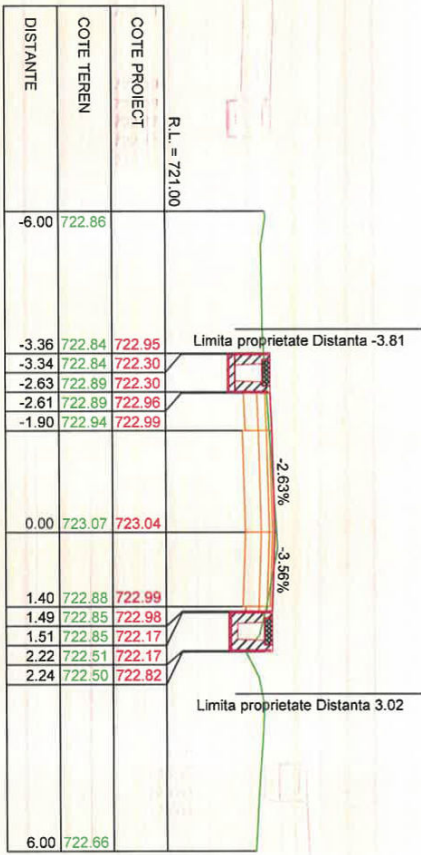 R.L. = 721.00
COTE PROIECT
COTE TEREN
DISTANTE
-6.00 722.86
-3.36 722.84 722.95
-3.34 722.84 722.30
-2.63 722.89 722.30
-2.61 722.89 722.96
-1.90 722.94 722.99
0.00 723.07 723.04
1.40 722.88 722.99
1.49 722.85 722.98
1.51 722.85 722.17
2.22 722.51 722.17
2.24 722.50 722.82
6.00 722.66
Limita proprietate Distanta -3.81
-2.63%
-3.56%
Limita proprietate Distanta 3.02